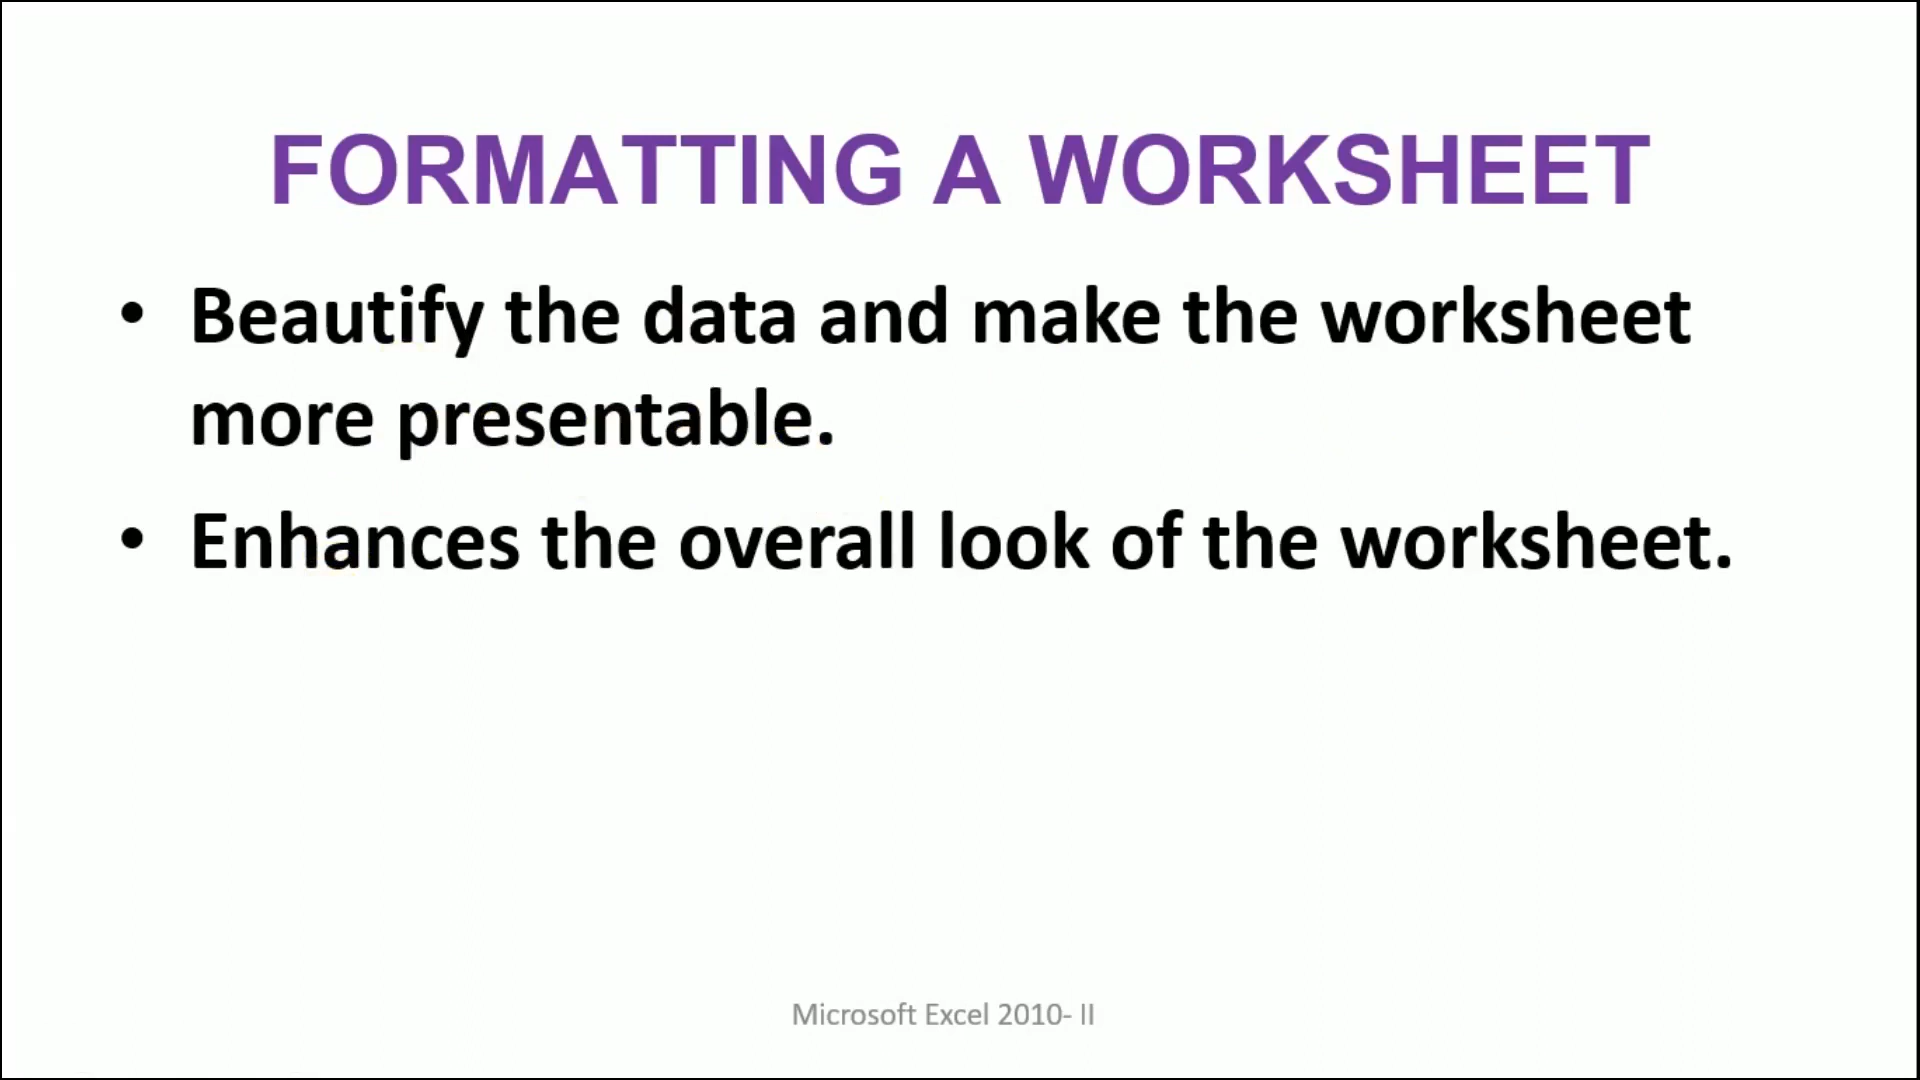 FORMATTING A WORKSHEET
• Beautify the data and make the worksheet
more presentable.
• Enhances the overall look of the worksheet.
Microsoft Excel 2010- II